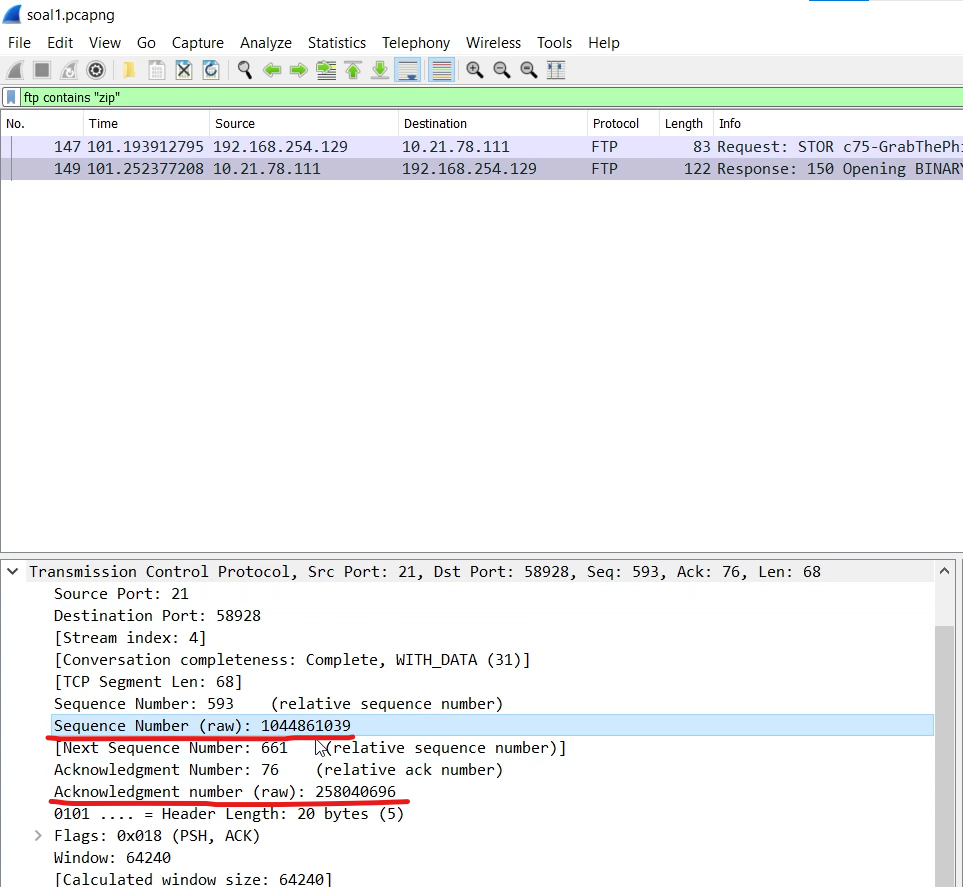 soal1.pcapng
File Edit View Go Capture Analyze Statistics Telephony Wireless Tools Help
ftp contains "zip"
No. Time Source Destination Protocol Length Info
147 101.193912795 192.168.254.129 10.21.78.111 FTP 83 Request: STOR c75-GrabThePhi
149 101.252377208 10.21.78.111 192.168.254.129 FTP 122 Response: 150 Opening BINARY
Transmission Control Protocol, Src Port: 21, Dst Port: 58928, Seq: 593, Ack: 76, Len: 68
Source Port: 21
Destination Port: 58928
[Stream index: 4]
[Conversation completeness: Complete, WITH_DATA (31)]
[TCP Segment Len: 68]
Sequence Number: 593 (relative sequence number)
Sequence Number (raw): 1044861039
[Next Sequence Number: 661 (relative sequence number)]
Acknowledgment Number: 76 (relative ack number)
Acknowledgment number (raw): 258040696
0101 .... = Header Length: 20 bytes (5)
Flags: 0x018 (PSH, ACK)
Window: 64240
[Calculated window size: 64240]